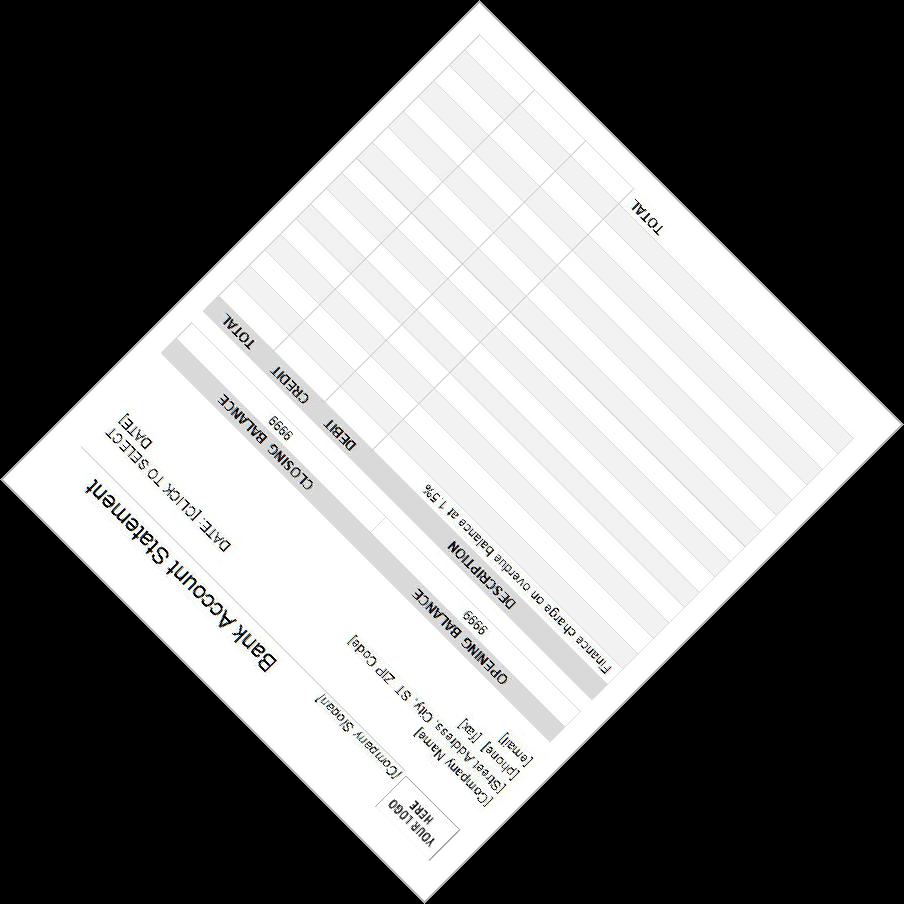 YOUR LOGO
HERE
[Company Slogan]
Bank Account Statement
[Company Name]
[Street Address, City, ST ZIP Code]
[phone] [fax]
[email]
DATE: [CLICK TO SELECT
DATE]
OPENING BALANCE CLOSING BALANCE
9999 9999
DESCRIPTION DEBIT CREDIT TOTAL
Finance charge on overdue balance at 1.5%
TOTAL